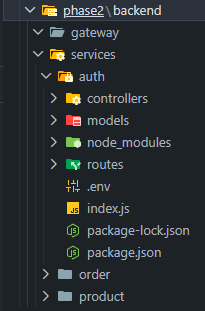 phase2\backend
gateway
services
auth
controllers
models
node_modules
routes
.env
JS index.js
package-lock.json
package.json
order
product